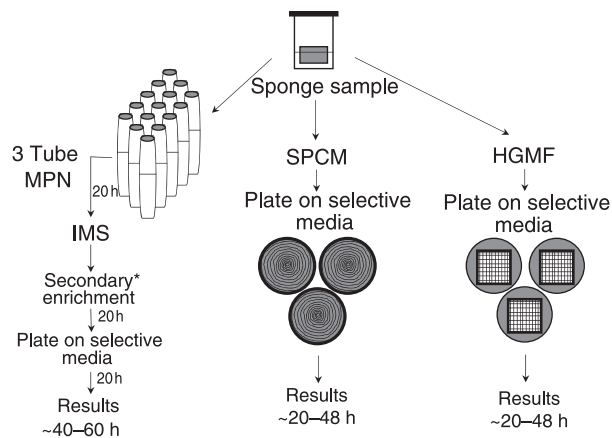 Sponge sample
3 Tube
MPN
20 h
IMS
Secondary*
enrichment
20 h
Plate on selective
media
20 h
Results
~40–60 h
SPCM
Plate on selective
media
Results
~20–48 h
HGMF
Plate on selective
media
Results
~20–48 h